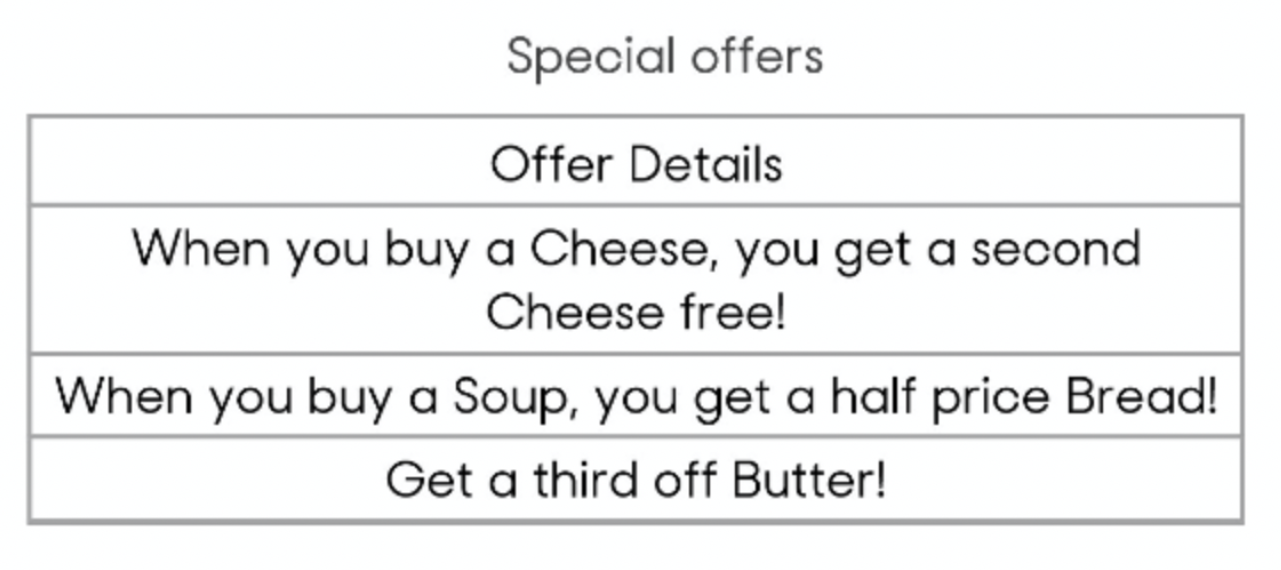 Special offers
Offer Details
When you buy a Cheese, you get a second
Cheese free!
When you buy a Soup, you get a half price Bread!
Get a third off Butter!